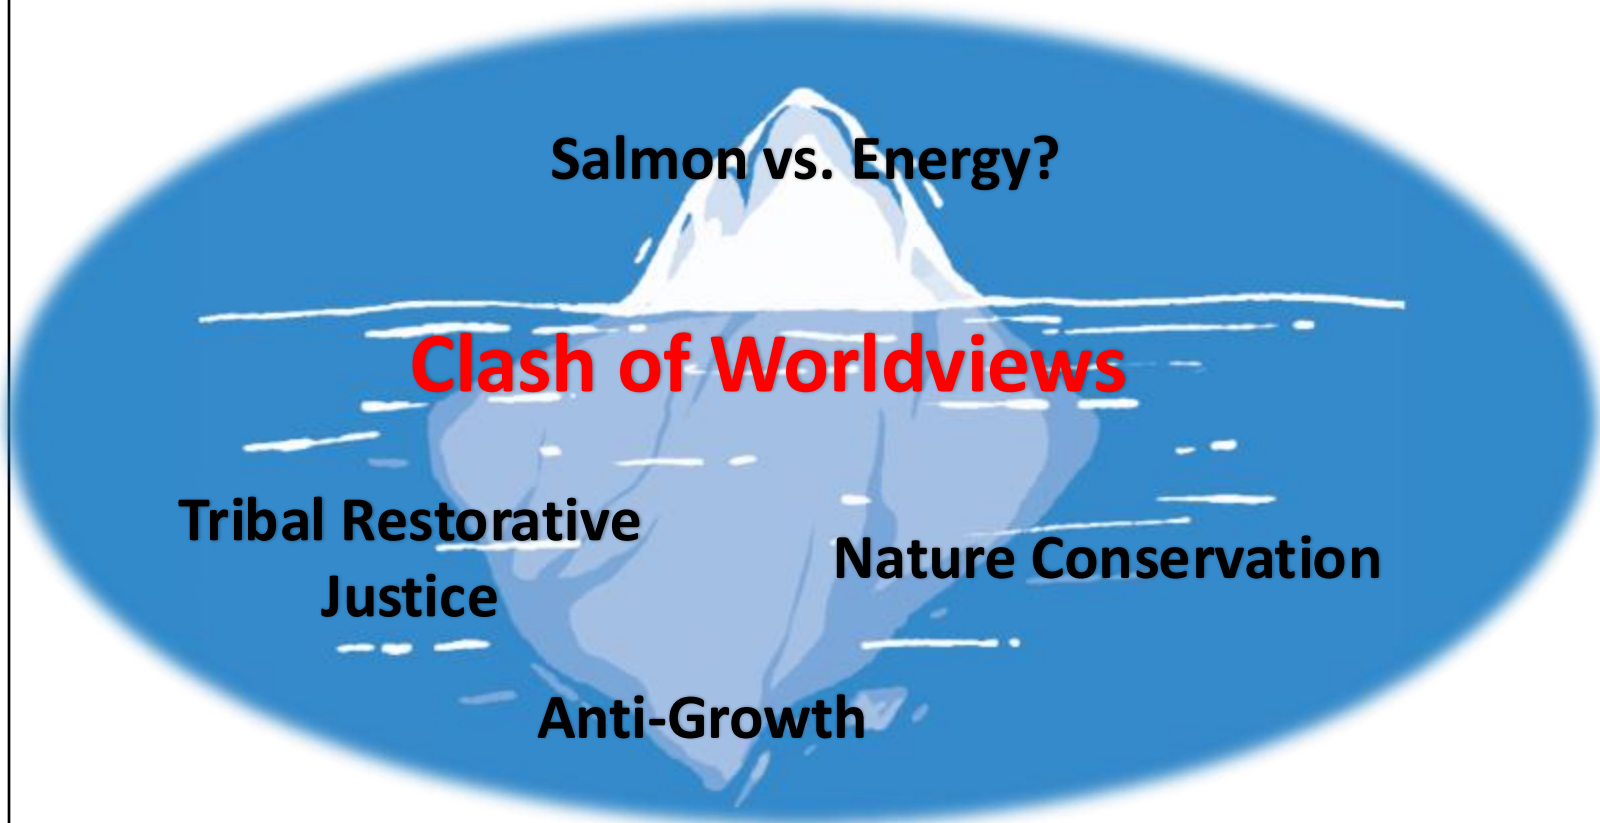 Salmon vs. Energy?
Clash of Worldviews
Tribal Restorative
Justice
Nature Conservation
Anti-Growth